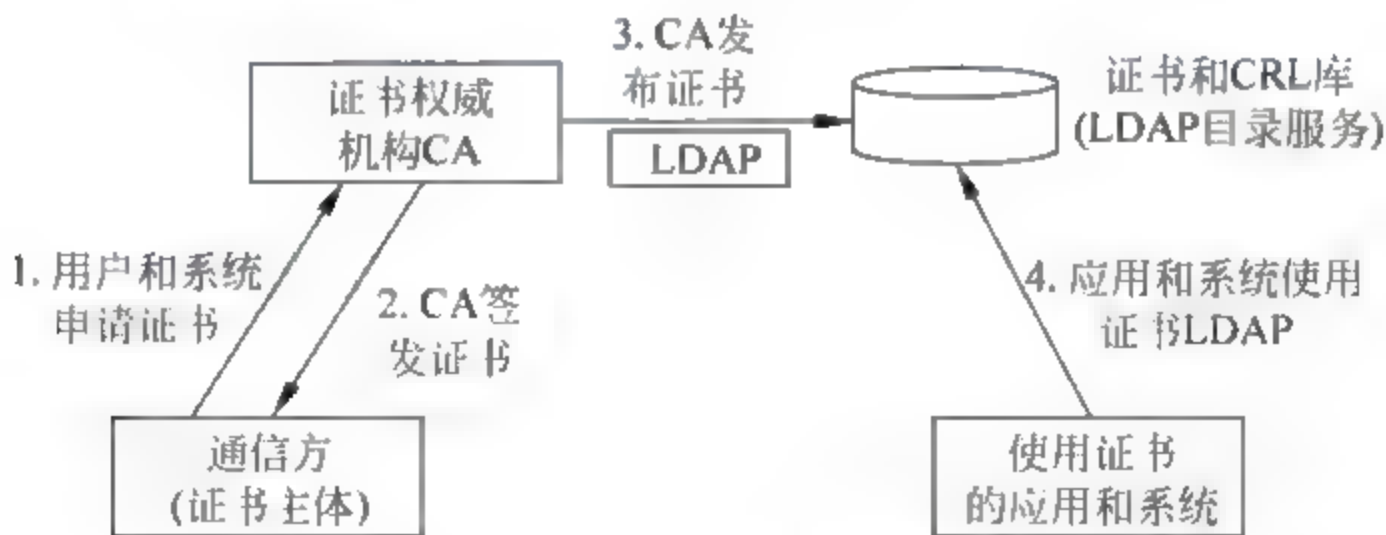 3. CA发
布证书
证书权威
机构CA
LDAP
证书和CRL库
(LDAP目录服务)
1. 用户和系统
申请证书
2. CA签
发证书
4. 应用和系统使用
证书LDAP
通信方
(证书主体)
使用证书
的应用和系统